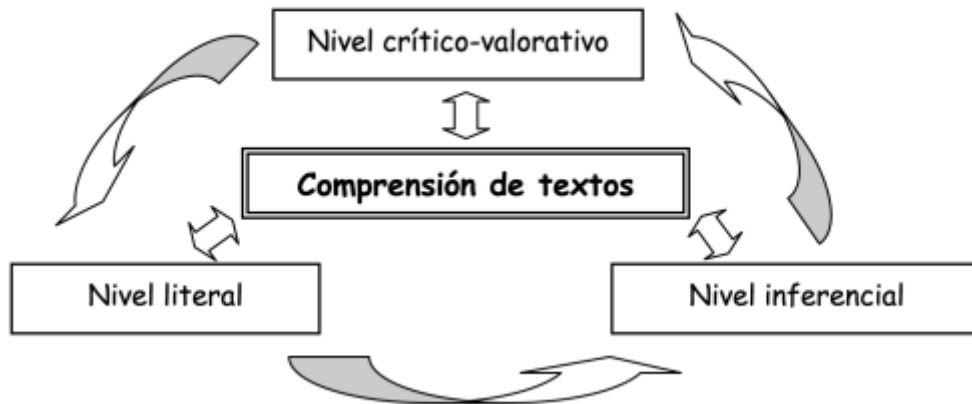 Nivel crítico-valorativo
Comprensión de textos
Nivel literal
Nivel inferencial